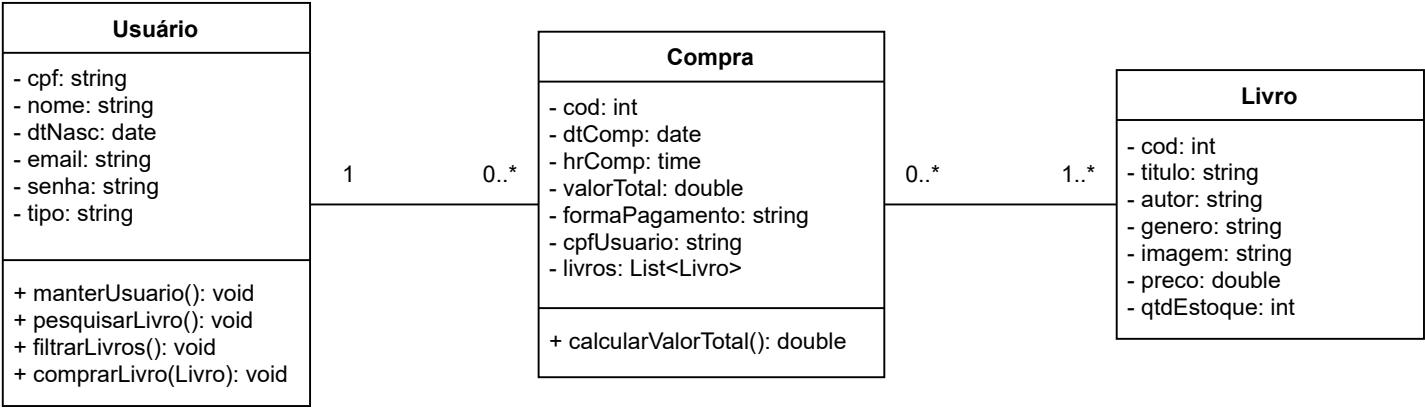 Usuário
- cpf: string
- nome: string
- dtNasc: date
- email: string
- senha: string
- tipo: string
+ manterUsuario(): void
+ pesquisarLivro(): void
+ filtrarLivros(): void
+ comprarLivro(Livro): void
1
0..*
Compra
- cod: int
- dtComp: date
- hrComp: time
- valorTotal: double
- formaPagamento: string
- cpfUsuario: string
- livros: List<Livro>
+ calcularValorTotal(): double
0..*
1..*
Livro
- cod: int
- titulo: string
- autor: string
- genero: string
- imagem: string
- preco: double
- qtdEstoque: int